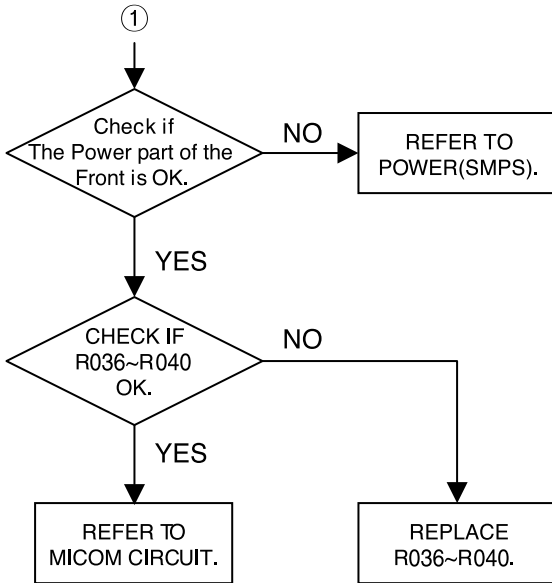 ①
Check if
The Power part of the
Front is OK.
NO
REFER TO
POWER(SMPS).
YES
CHECK IF
R036~R040
OK.
NO
YES
REFER TO
MICOM CIRCUIT.
REPLACE
R036~R040.